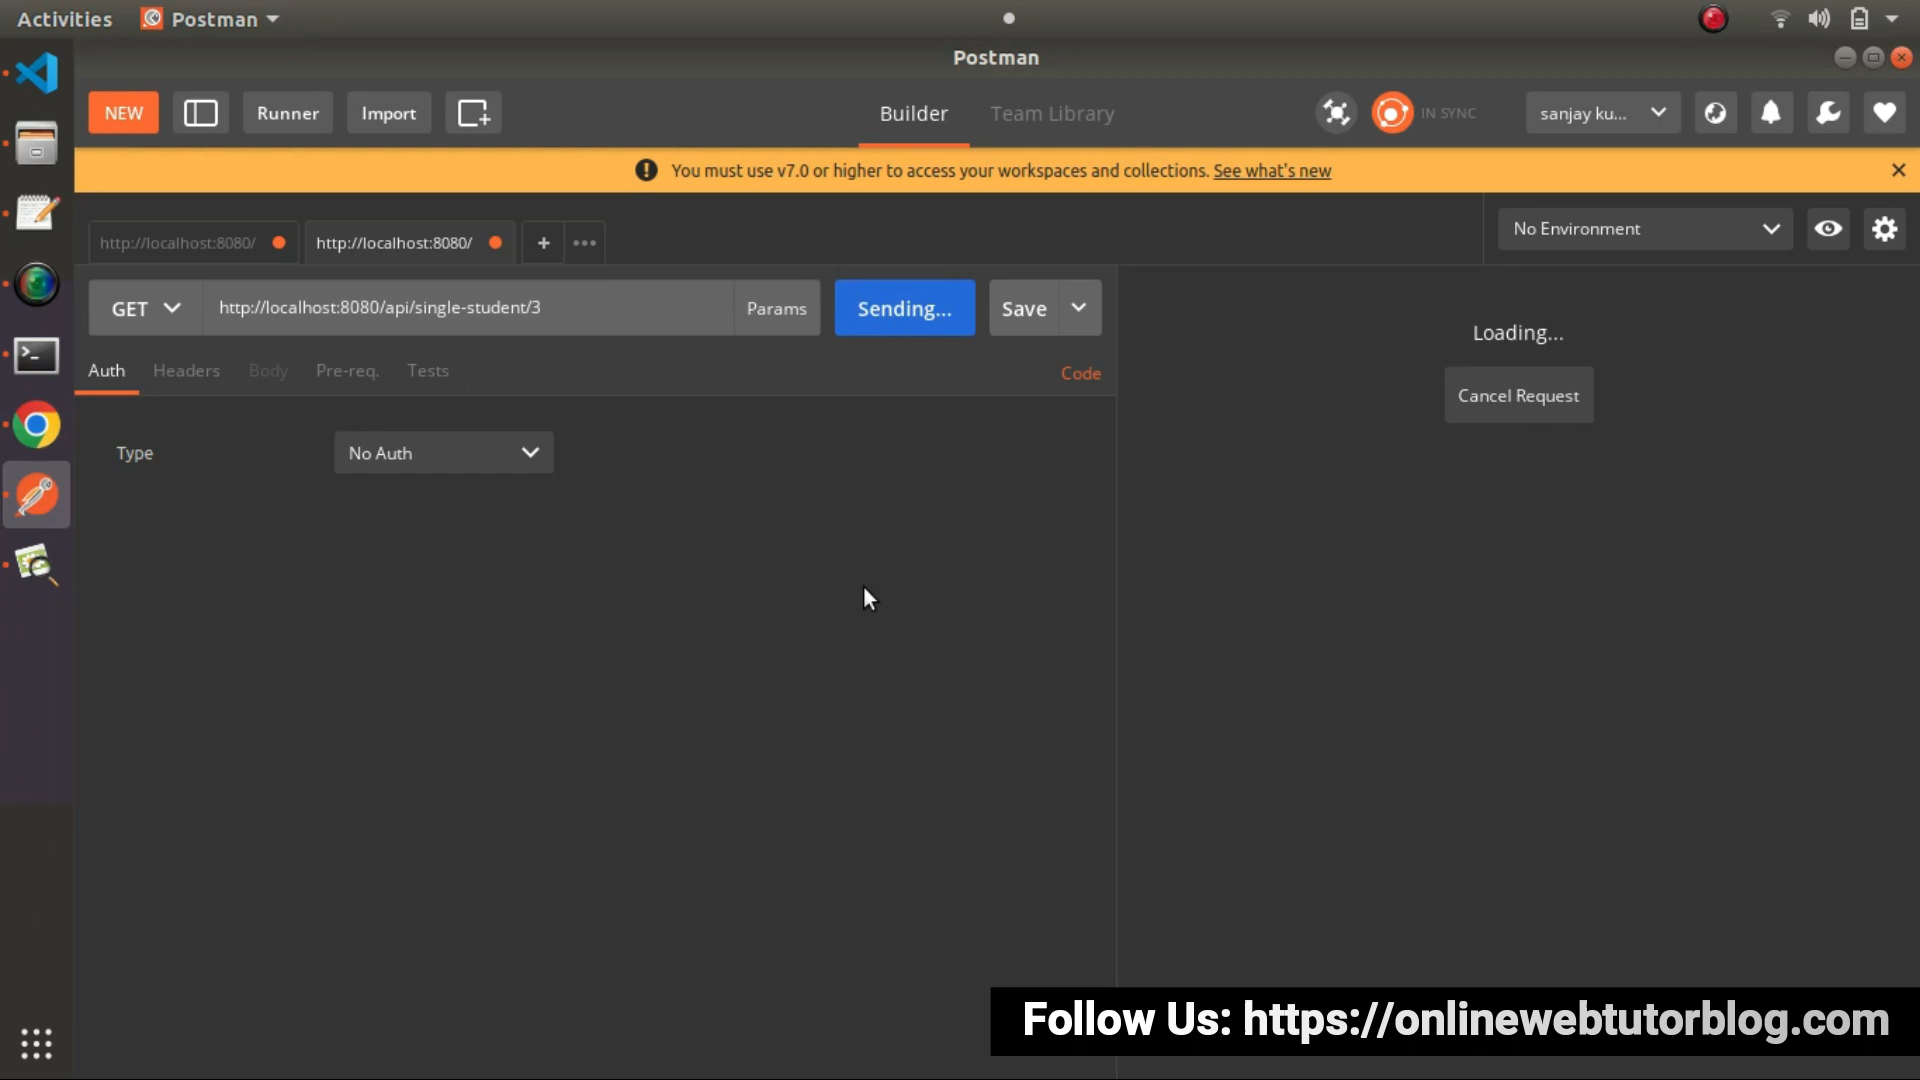 Activities
Postman
Postman
NEW
Runner
Import
Builder
Team Library
IN SYNC
sanjay ku...
You must use v7.0 or higher to access your workspaces and collections. See what's new
http://localhost:8080/
http://localhost:8080/
No Environment
GET
http://localhost:8080/api/single-student/3
Params
Sending...
Save
Loading...
Cancel Request
Auth
Headers
Body
Pre-req.
Tests
Code
Type
No Auth
Follow Us: https://onlinewebtutorblog.com